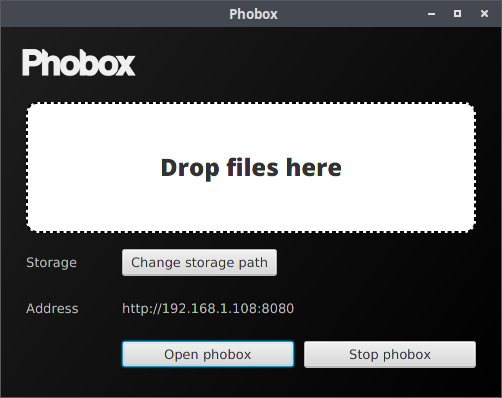 Phobox
Phobox
Drop files here
Storage
Change storage path
Address
http://192.168.1.108:8080
Open phobox
Stop phobox